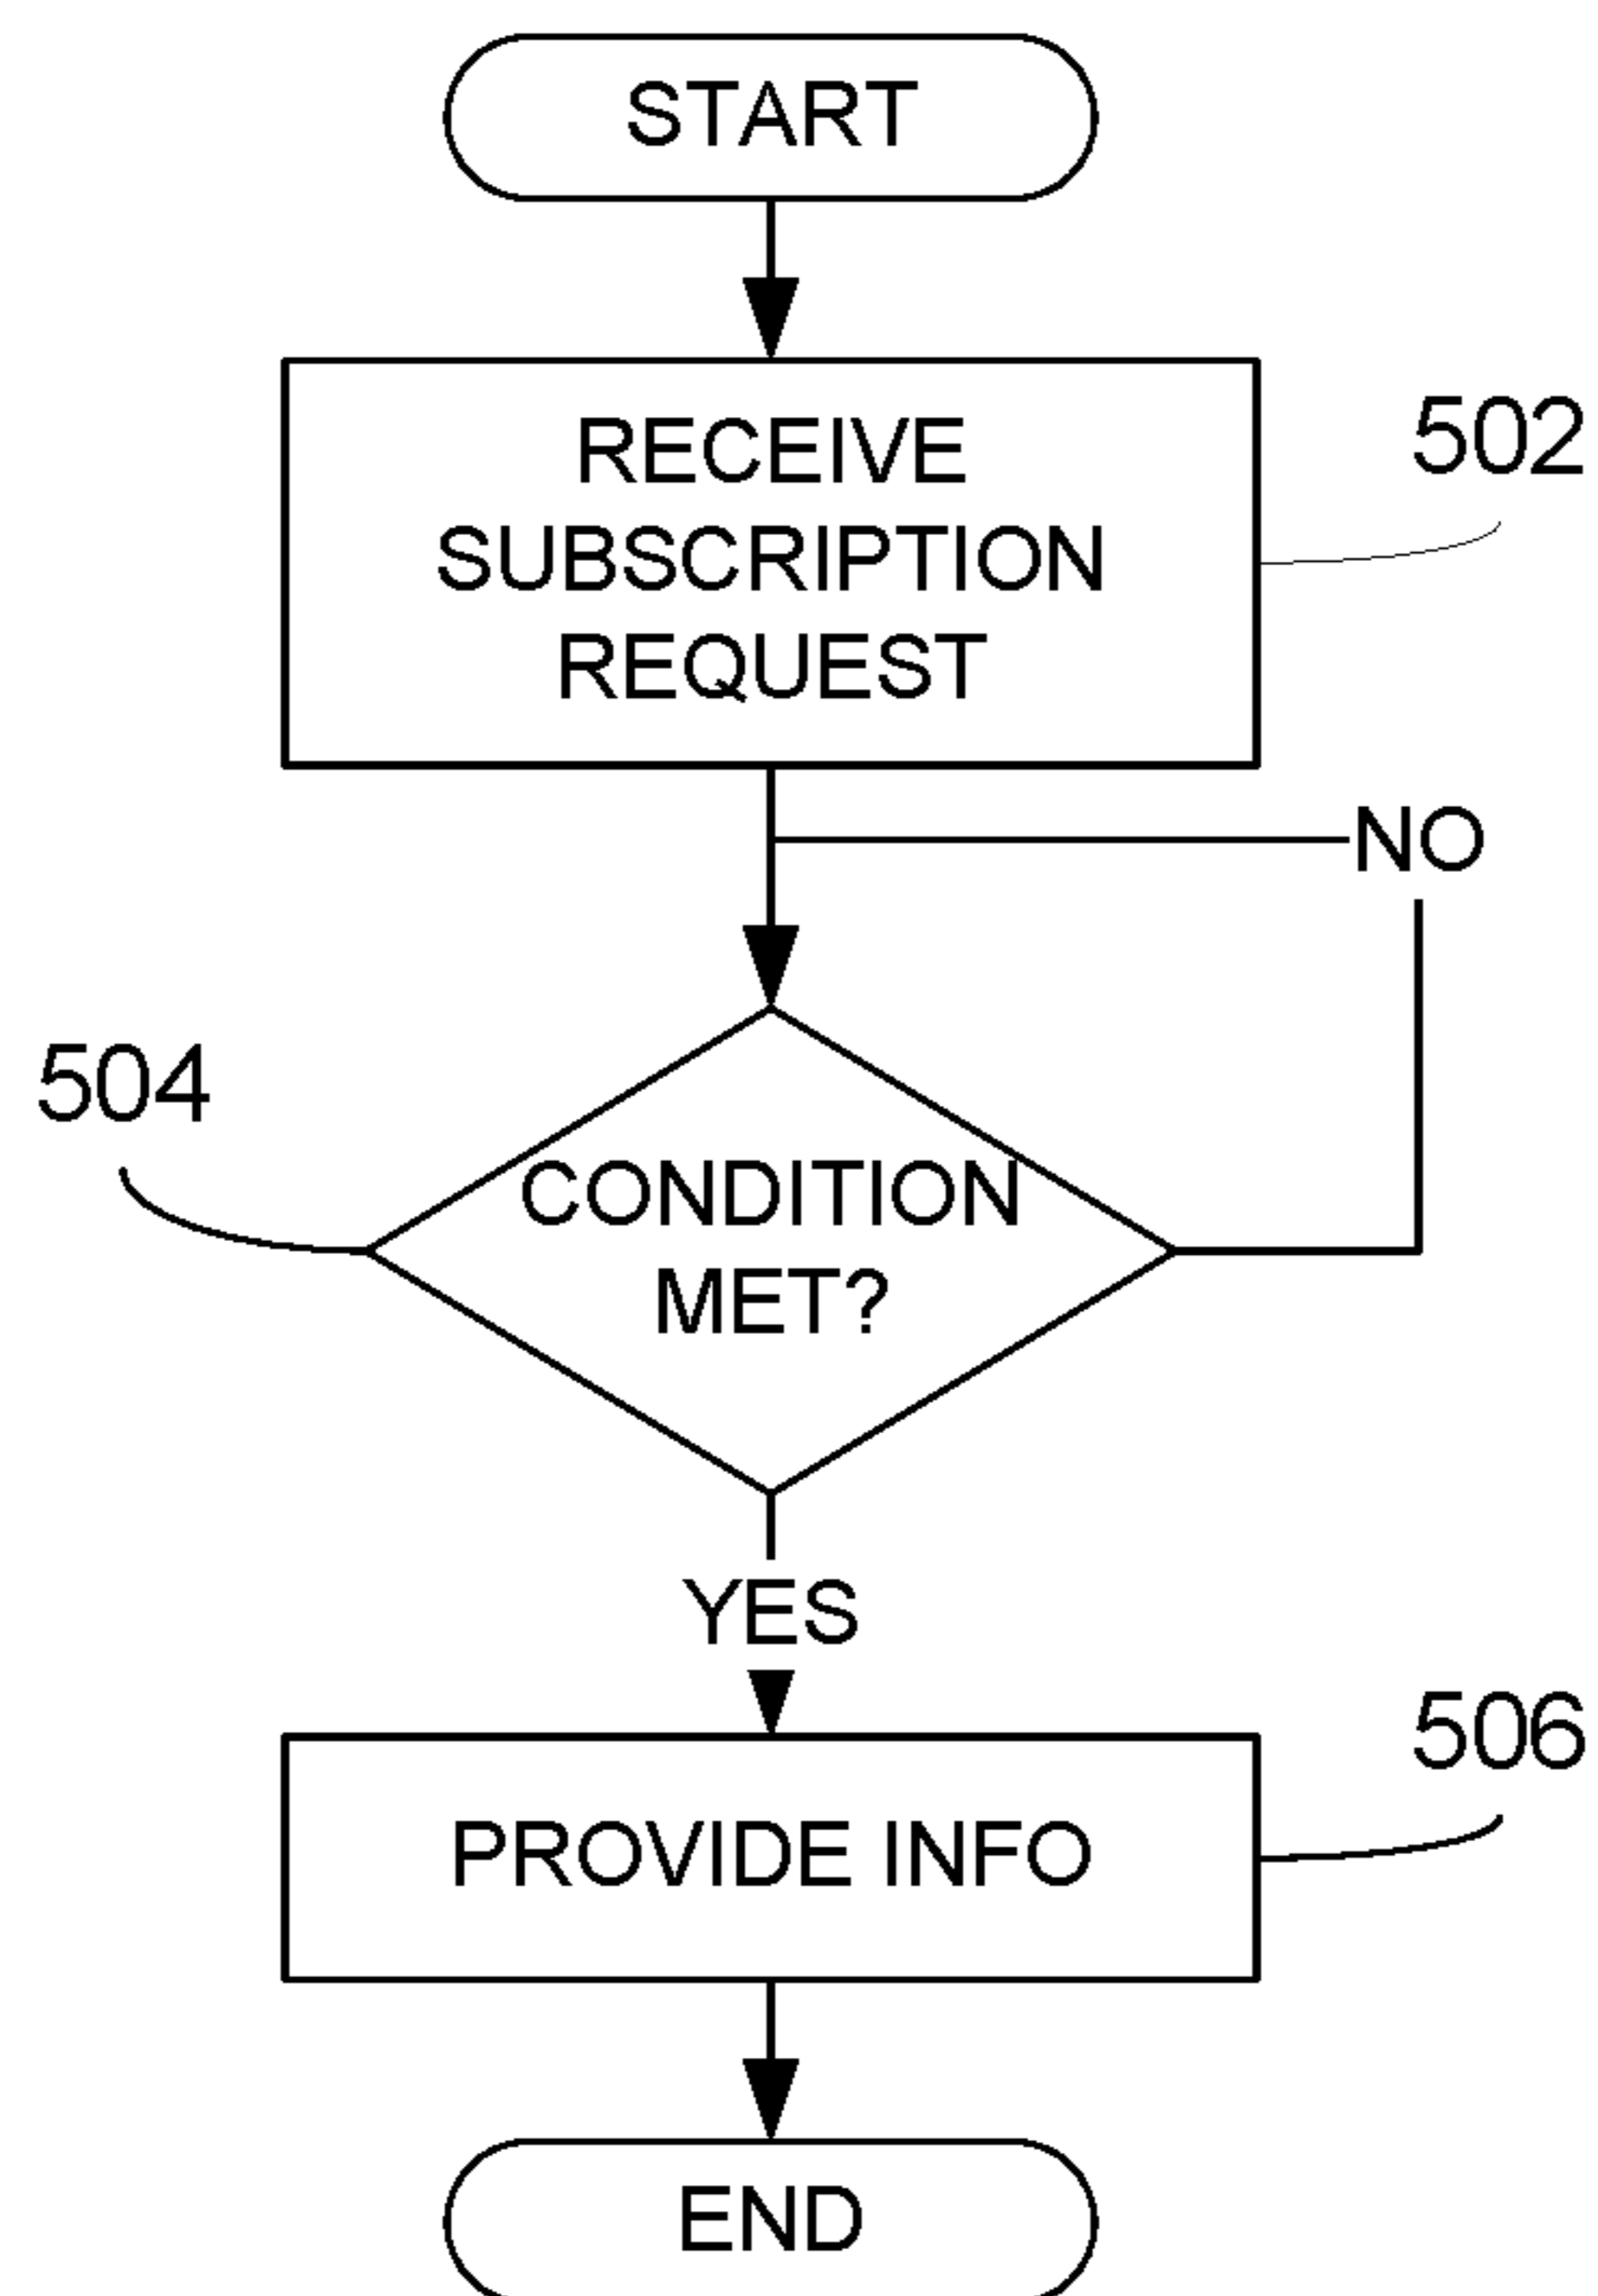 START
RECEIVE
SUBSCRIPTION
REQUEST
502
NO
504
CONDITION
MET?
YES
506
PROVIDE INFO
END